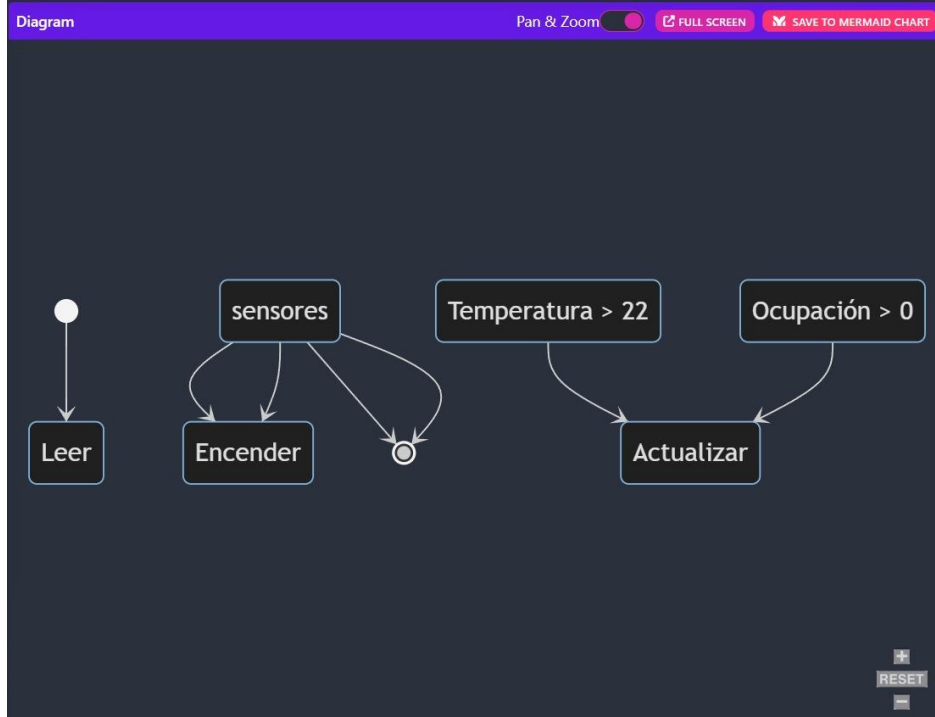 Diagram
Pan & Zoom
FULL SCREEN
SAVE TO MERMAID CHART
sensores
Temperatura > 22
Ocupación > 0
Leer
Encender
Actualizar
+
RESET
−